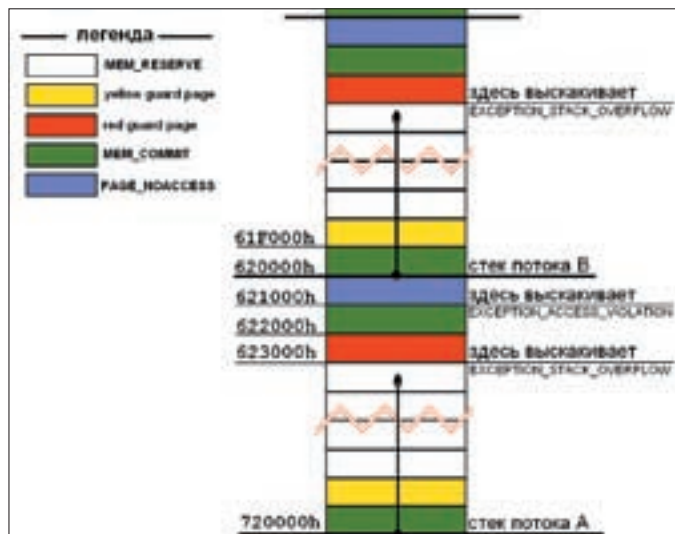 легенда
MEM_RESERVE
yellow guard page
red guard page
MEM_COMMIT
PAGE_NOACCESS
здесь выскакивает
EXCEPTION_STACK_OVERFLOW
61F000h
620000h
стек потока B
621000h
здесь выскакивает
EXCEPTION_ACCESS_VIOLATION
622000h
623000h
здесь выскакивает
EXCEPTION_STACK_OVERFLOW
720000h
стек потока A